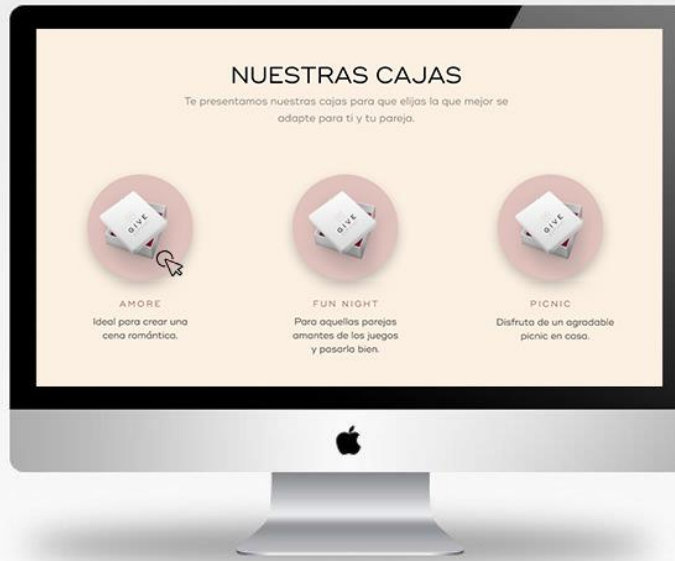 NUESTRAS CAJAS
Te presentamos nuestras cajas para que elijas la que mejor se
adapte para ti y tu pareja.
GIVE
GIVE
GIVE
AMORE
FUN NIGHT
PICNIC
Ideal para crear una
cena romántica.
Para aquellas parejas
amantes de los juegos
y pasarla bien.
Disfruta de un agradable
picnic en casa.